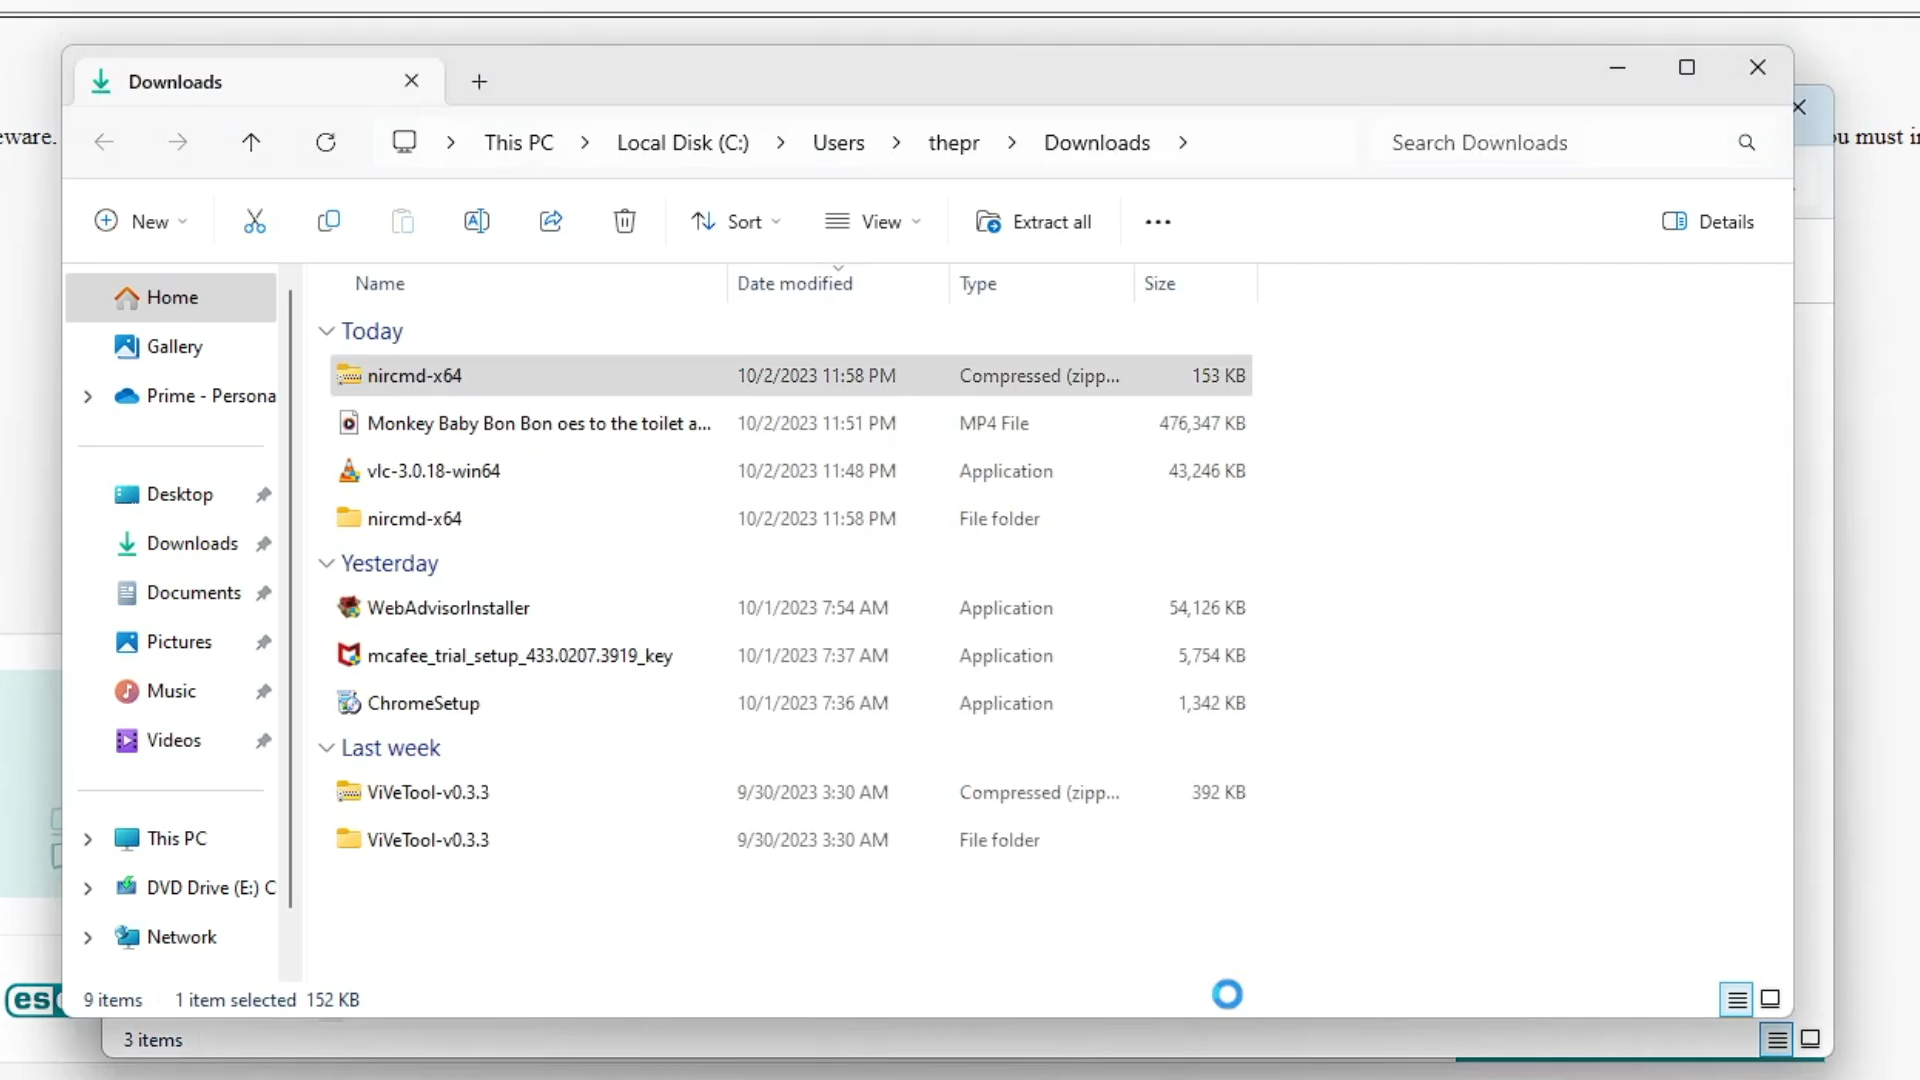 Downloads
eware.
ou must in
This PC
Local Disk (C:)
Users
thepr
Downloads
Search Downloads
New
Sort
View
Extract all
Details
Home
Gallery
Prime - Persona
Desktop
Downloads
Documents
Pictures
Music
Videos
This PC
DVD Drive (E:) C
Network
Name Date modified Type Size
Today
nircmd-x64 10/2/2023 11:58 PM Compressed (zipp... 153 KB
Monkey Baby Bon Bon oes to the toilet a... 10/2/2023 11:51 PM MP4 File 476,347 KB
vlc-3.0.18-win64 10/2/2023 11:48 PM Application 43,246 KB
nircmd-x64 10/2/2023 11:58 PM File folder
Yesterday
WebAdvisorInstaller 10/1/2023 7:54 AM Application 54,126 KB
mcafee_trial_setup_433.0207.3919_key 10/1/2023 7:37 AM Application 5,754 KB
ChromeSetup 10/1/2023 7:36 AM Application 1,342 KB
Last week
ViVeTool-v0.3.3 9/30/2023 3:30 AM Compressed (zipp... 392 KB
ViVeTool-v0.3.3 9/30/2023 3:30 AM File folder
es
9 items 1 item selected 152 KB
3 items